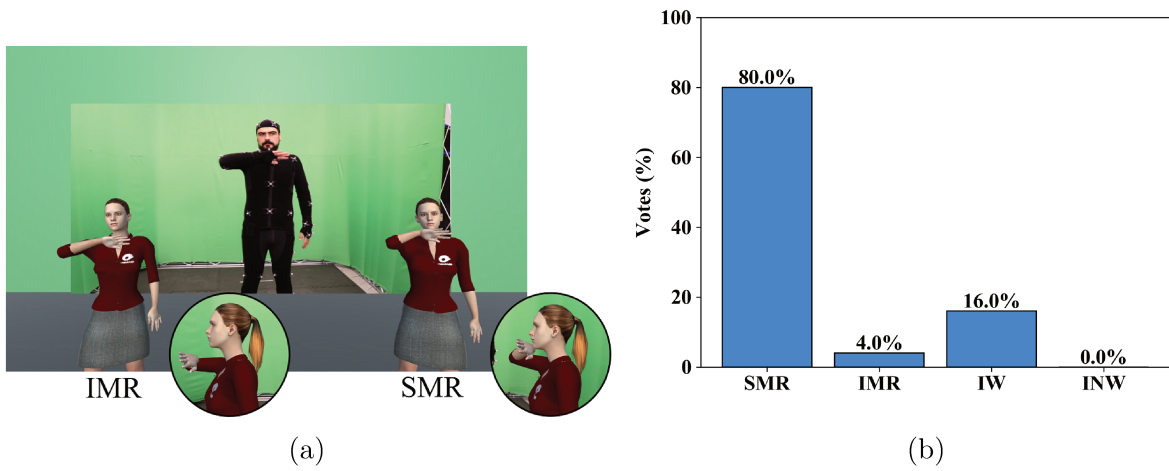 IMR
SMR
(a)
Votes (%)
100
80
60
40
20
0
80.0%
4.0%
16.0%
0.0%
SMR
IMR
IW
INW
(b)